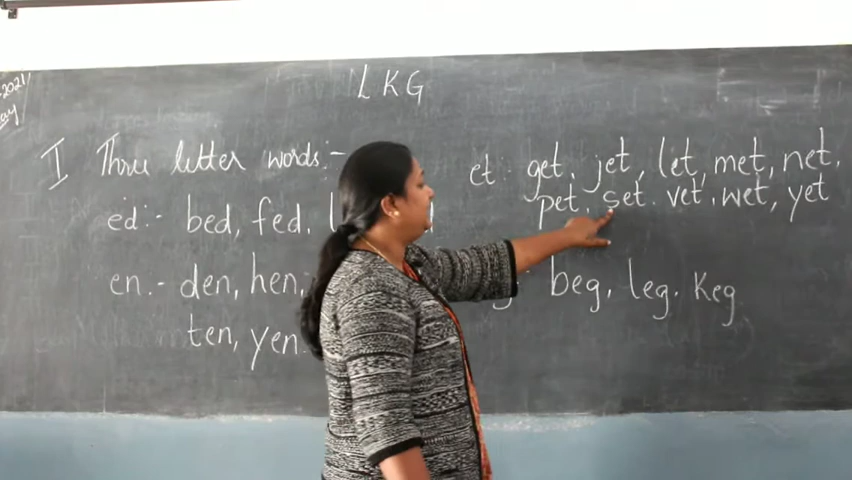 2021
LKG
I Three letter words:-
ed:- bed, fed,
en.- den, hen,
ten, yen.
et: get, jet, let, met, net,
pet, set. vet, wet, yet
beg, leg. keg